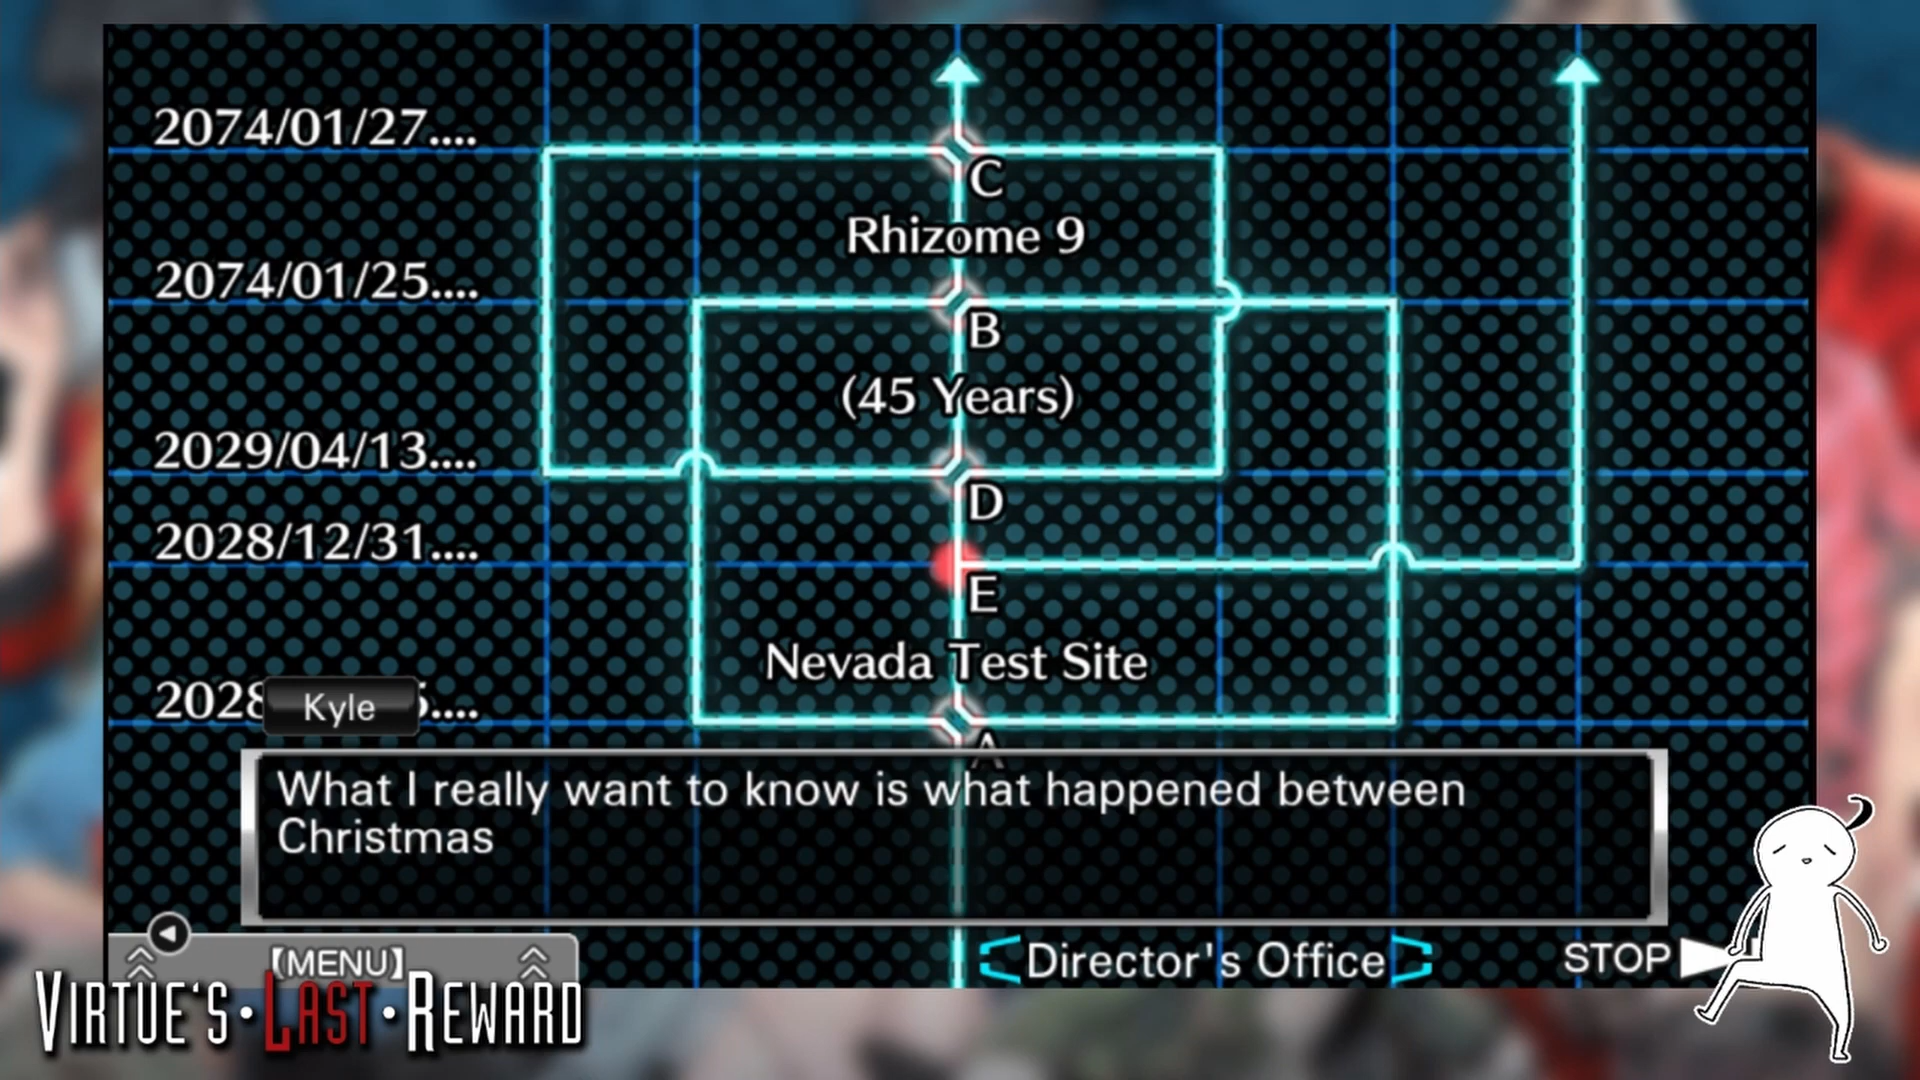 2074/01/27....
C
Rhizome 9
2074/01/25....
B
(45 Years)
2029/04/13....
D
2028/12/31....
E
Nevada Test Site
2028
Kyle
....
A
What I really want to know is what happened between
Christmas
[MENU]
Director's Office
STOP
VIRTUE'S·LAST·REWARD